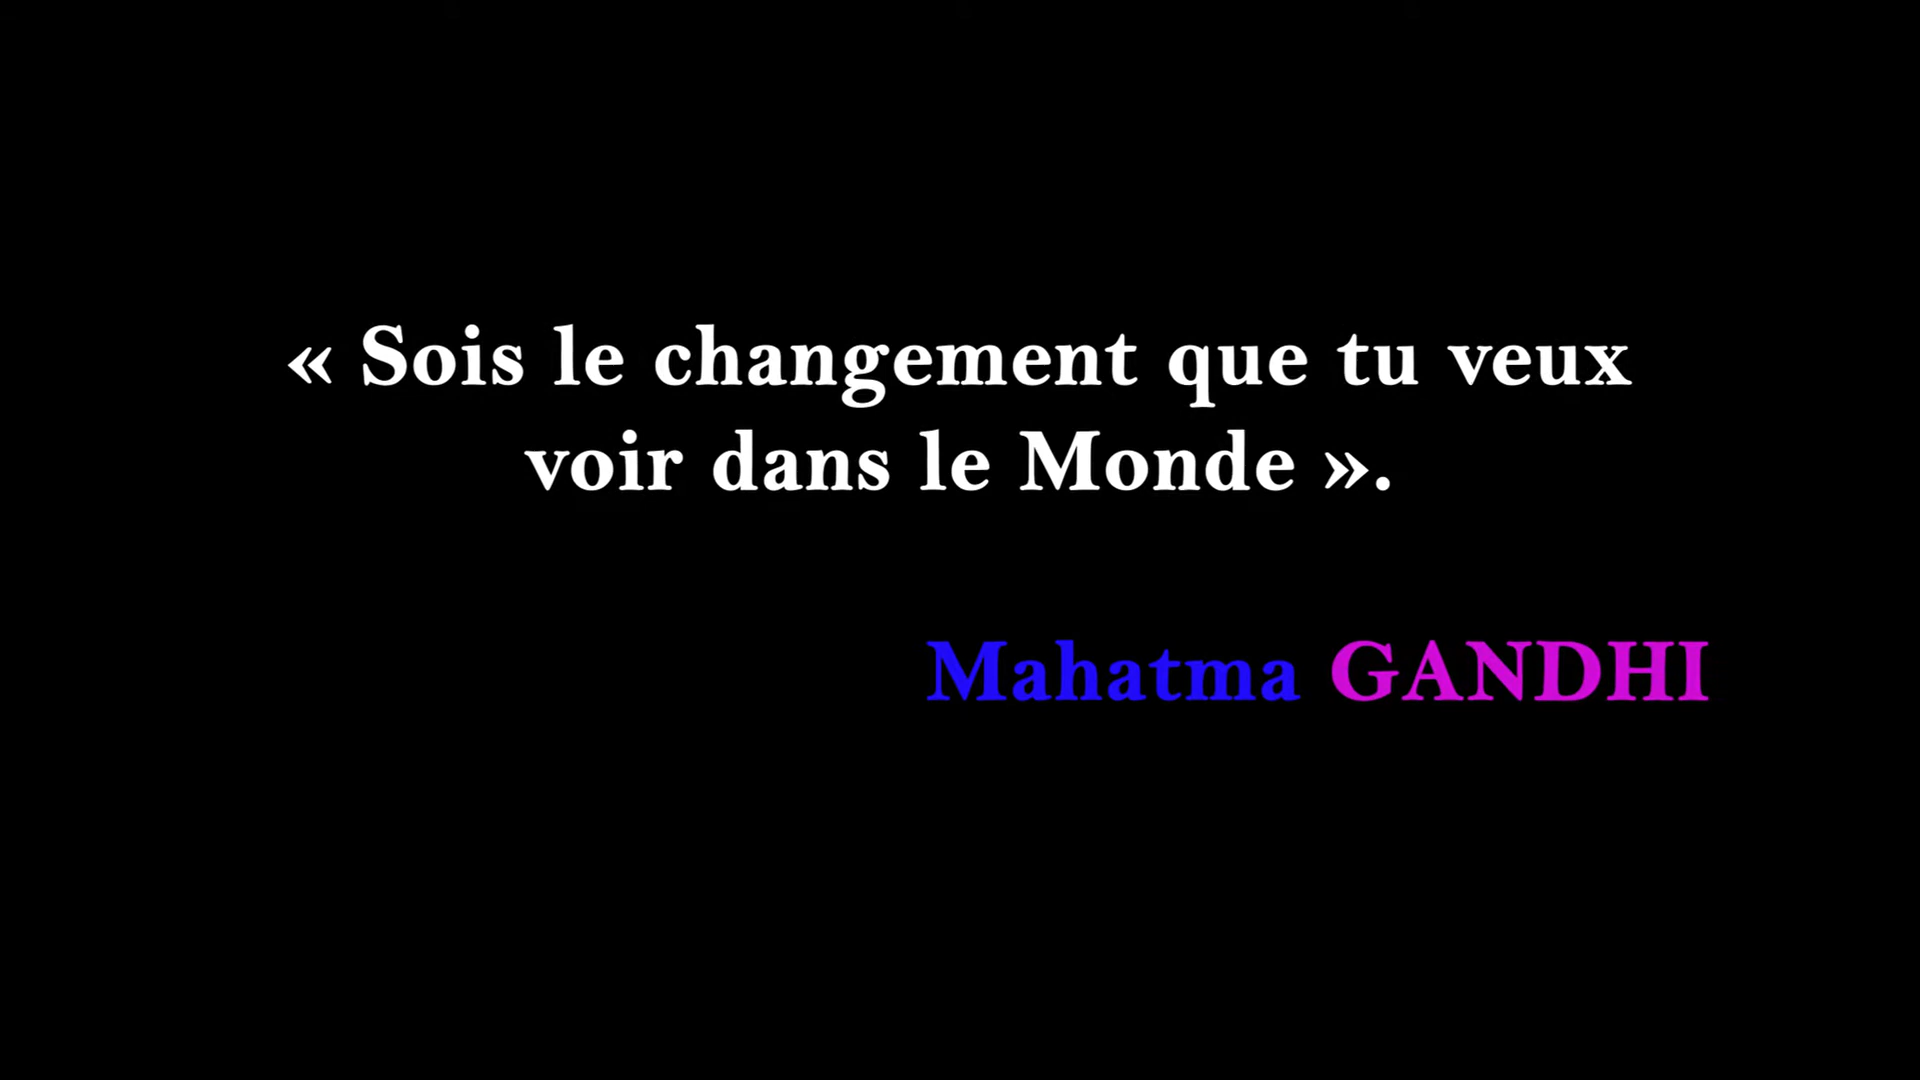 « Sois le changement que tu veux
voir dans le Monde ».
Mahatma GANDHI